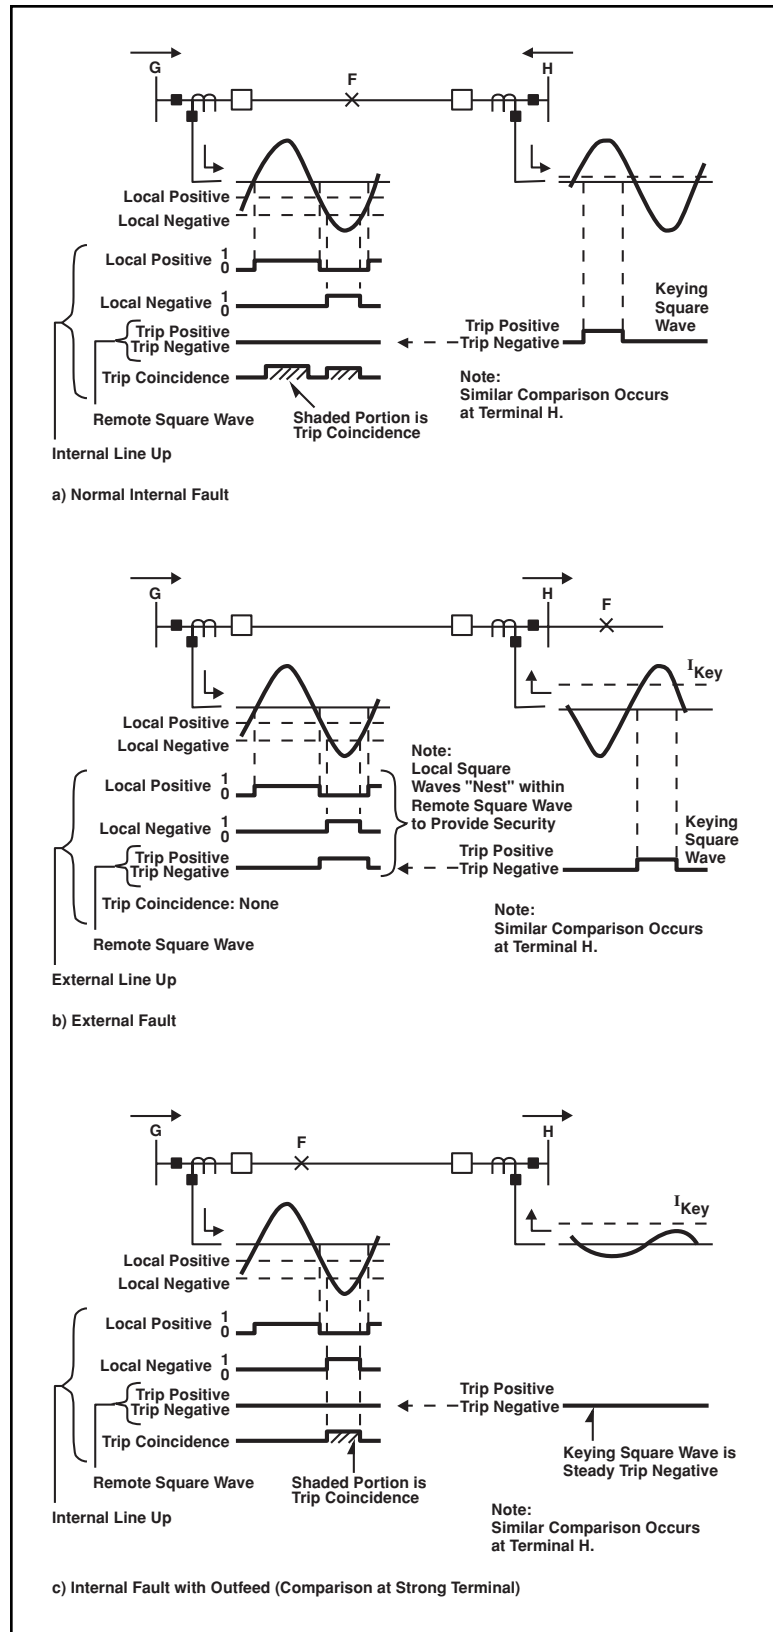 G
F
H
Local Positive
Local Negative
Local Positive 1
0
Local Negative 1
0
Trip Positive
Trip Negative
Trip Coincidence
Remote Square Wave
Shaded Portion is
Trip Coincidence
Internal Line Up
Trip Positive
Trip Negative
Keying
Square
Wave
Note:
Similar Comparison Occurs
at Terminal H.
a) Normal Internal Fault
G
H
F
IKey
Local Positive
Local Negative
Local Positive 1
0
Local Negative 1
0
Trip Positive
Trip Negative
Trip Coincidence: None
Remote Square Wave
External Line Up
Note:
Local Square
Waves "Nest" within
Remote Square Wave
to Provide Security
Trip Positive
Trip Negative
Keying
Square
Wave
Note:
Similar Comparison Occurs
at Terminal H.
b) External Fault
G
F
H
IKey
Local Positive
Local Negative
Local Positive 1
0
Local Negative 1
0
Trip Positive
Trip Negative
Trip Coincidence
Remote Square Wave
Shaded Portion is
Trip Coincidence
Internal Line Up
Trip Positive
Trip Negative
Keying Square Wave is
Steady Trip Negative
Note:
Similar Comparison Occurs
at Terminal H.
c) Internal Fault with Outfeed (Comparison at Strong Terminal)